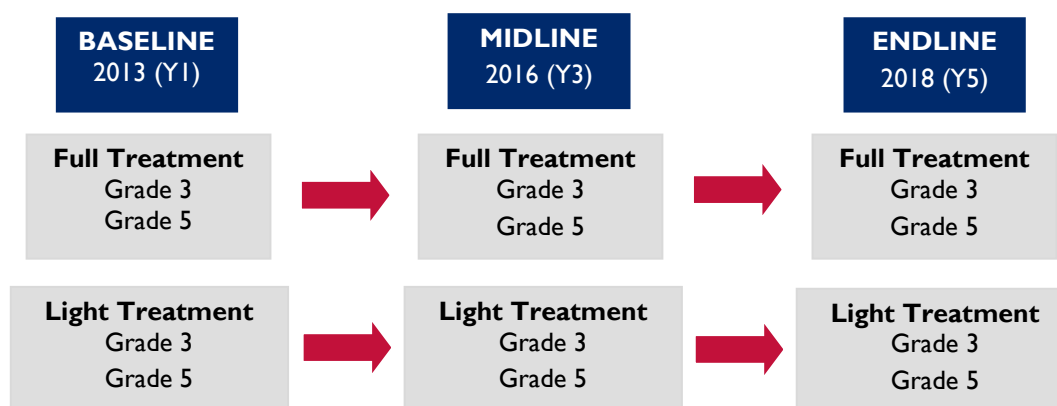 BASELINE
2013 (Y1)
MIDLINE
2016 (Y3)
ENDLINE
2018 (Y5)
Full Treatment
Grade 3
Grade 5
Full Treatment
Grade 3
Grade 5
Full Treatment
Grade 3
Grade 5
Light Treatment
Grade 3
Grade 5
Light Treatment
Grade 3
Grade 5
Light Treatment
Grade 3
Grade 5